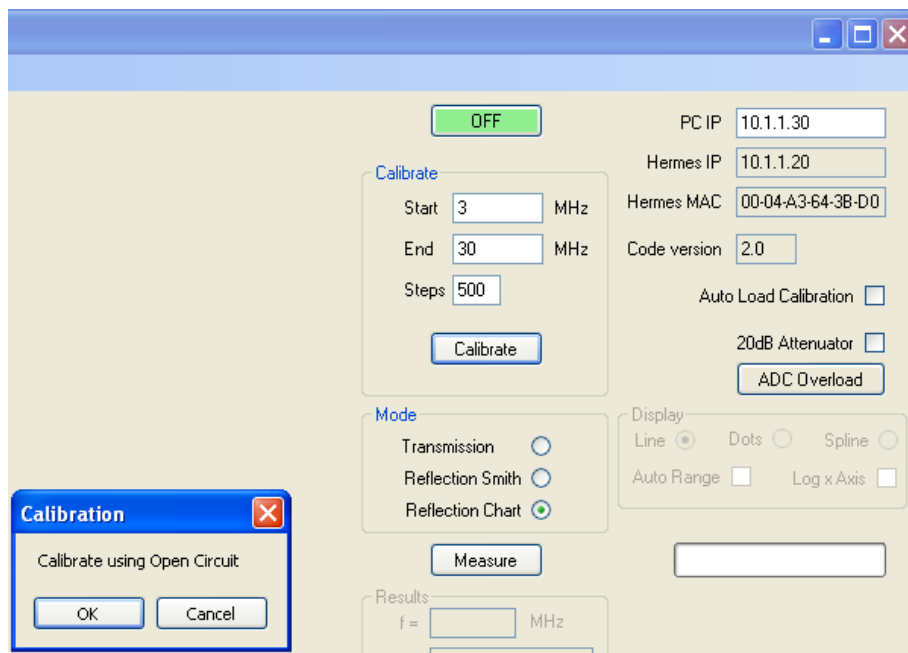 OFF
PC IP 10.1.1.30
Hermes IP 10.1.1.20
Calibrate
Start 3 MHz
Hermes MAC 00-04-A3-64-3B-D0
End 30 MHz
Code version 2.0
Steps 500
Auto Load Calibration
Calibrate
20dB Attenuator
ADC Overload
Mode
Display
Transmission
Line Dots Spline
Reflection Smith
Auto Range Log x Axis
Reflection Chart
Calibration
Calibrate using Open Circuit
OK Cancel
Measure
Results
f = MHz